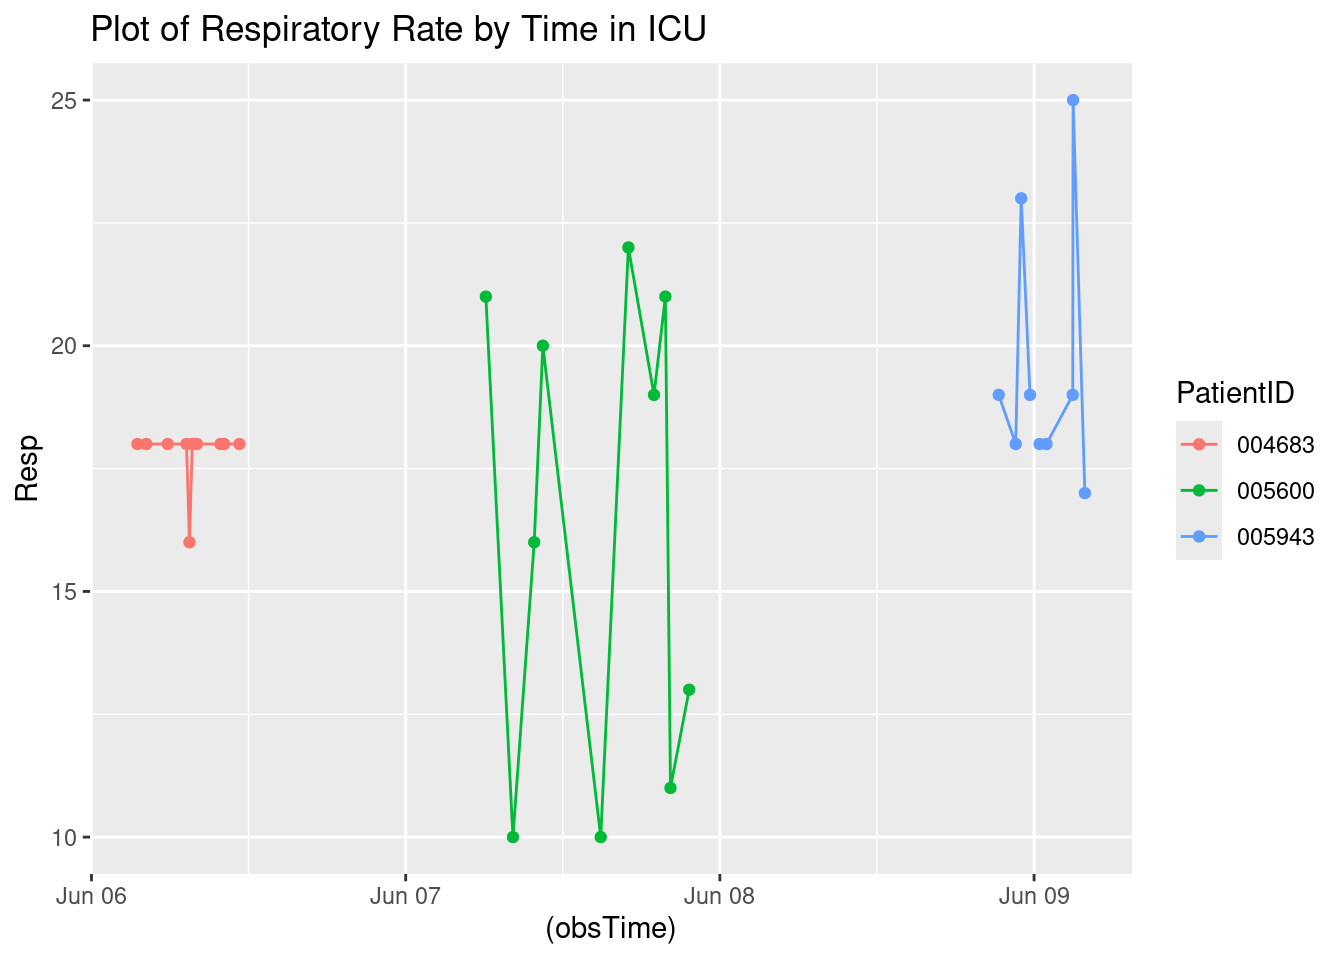 Plot of Respiratory Rate by Time in ICU
Resp
25
20
15
10
Jun 06
Jun 07
Jun 08
Jun 09
(obsTime)
PatientID
004683
005600
005943